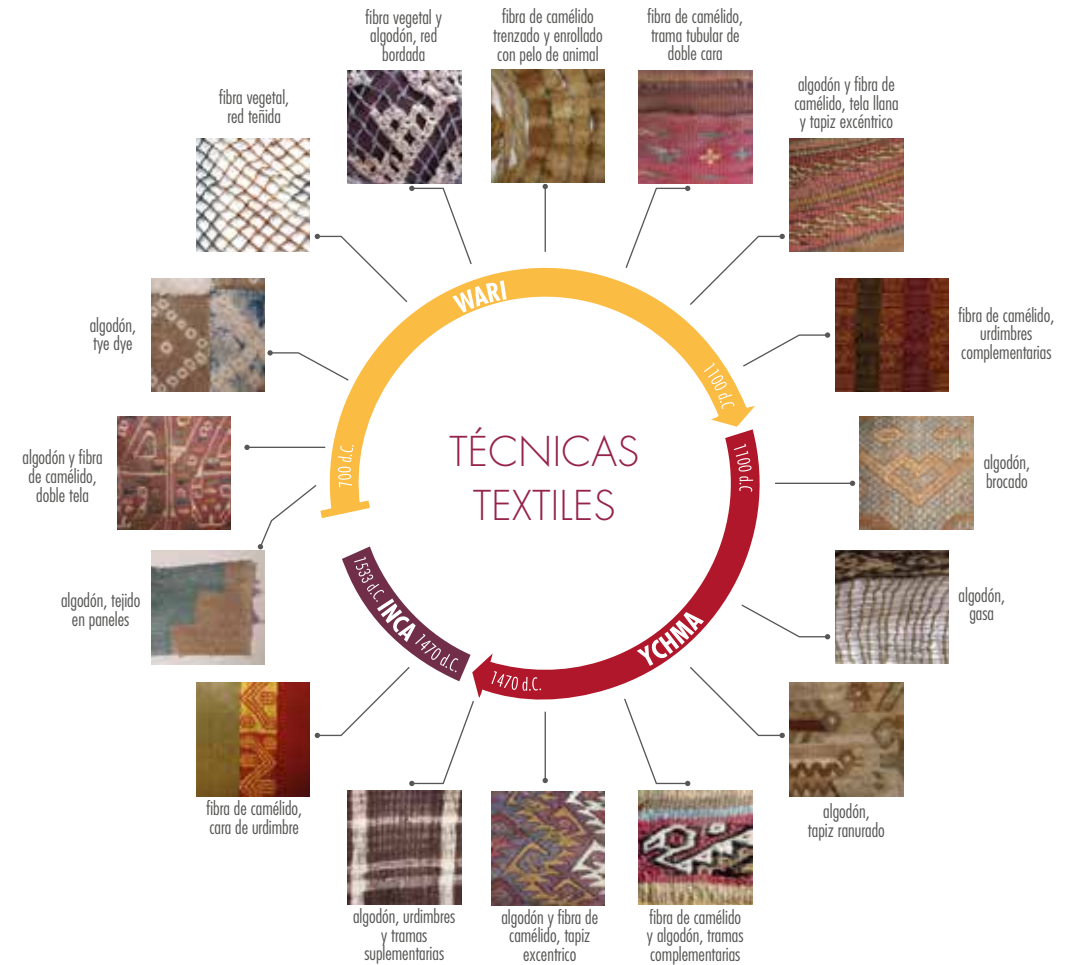 fibra vegetal y
algodón, red
bordada
fibra de camélido
trenzado y enrollado
con pelo de animal
fibra de camélido,
trama tubular de
doble cara
algodón y fibra de
camélido, tela llana
y tapiz excéntrico
fibra vegetal,
red teñida
fibra de camélido,
urdimbres
complementarias
algodón,
tye dye
algodón,
brocado
algodón y fibra
de camélido,
doble tela
algodón,
gasa
algodón, tejido
en paneles
algodón,
tapiz ranurado
fibra de camélido,
cara de urdimbre
algodón, urdimbres
y tramas
suplementarias
algodón y fibra de
camélido, tapiz
excentrico
fibra de camélido
y algodón, tramas
complementarias
TÉCNICAS
TEXTILES
700 d.C.
WARI
1100 d.C.
1100 d.C
YCHMA
1470 d.C.
1470 d.C.
INCA
1533 d.C.